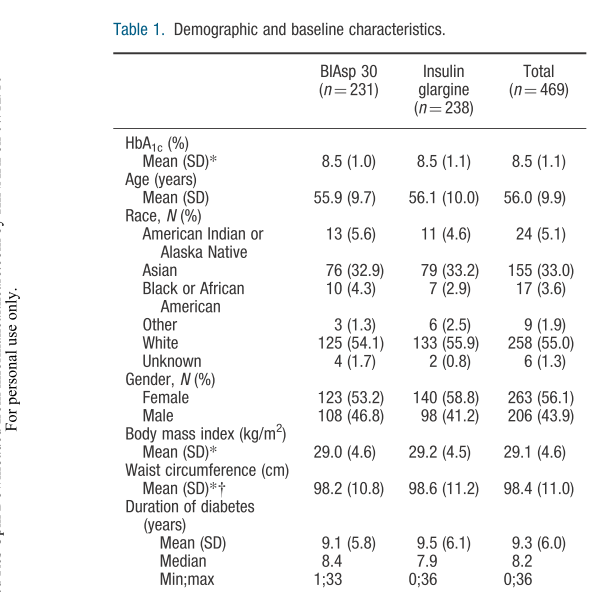 Table 1. Demographic and baseline characteristics.
BIAsp 30 Insulin Total
(n=231) glargine (n=469)
(n=238)
HbA1c (%)
Mean (SD)* 8.5 (1.0) 8.5 (1.1) 8.5 (1.1)
Age (years)
Mean (SD) 55.9 (9.7) 56.1 (10.0) 56.0 (9.9)
Race, N (%)
American Indian or 13 (5.6) 11 (4.6) 24 (5.1)
Alaska Native
Asian 76 (32.9) 79 (33.2) 155 (33.0)
Black or African 10 (4.3) 7 (2.9) 17 (3.6)
American
Other 3 (1.3) 6 (2.5) 9 (1.9)
White 125 (54.1) 133 (55.9) 258 (55.0)
Unknown 4 (1.7) 2 (0.8) 6 (1.3)
Gender, N (%)
Female 123 (53.2) 140 (58.8) 263 (56.1)
Male 108 (46.8) 98 (41.2) 206 (43.9)
Body mass index (kg/m2)
Mean (SD)* 29.0 (4.6) 29.2 (4.5) 29.1 (4.6)
Waist circumference (cm)
Mean (SD)*† 98.2 (10.8) 98.6 (11.2) 98.4 (11.0)
Duration of diabetes
(years)
Mean (SD) 9.1 (5.8) 9.5 (6.1) 9.3 (6.0)
Median 8.4 7.9 8.2
Min;max 1;33 0;36 0;36
For personal use only.